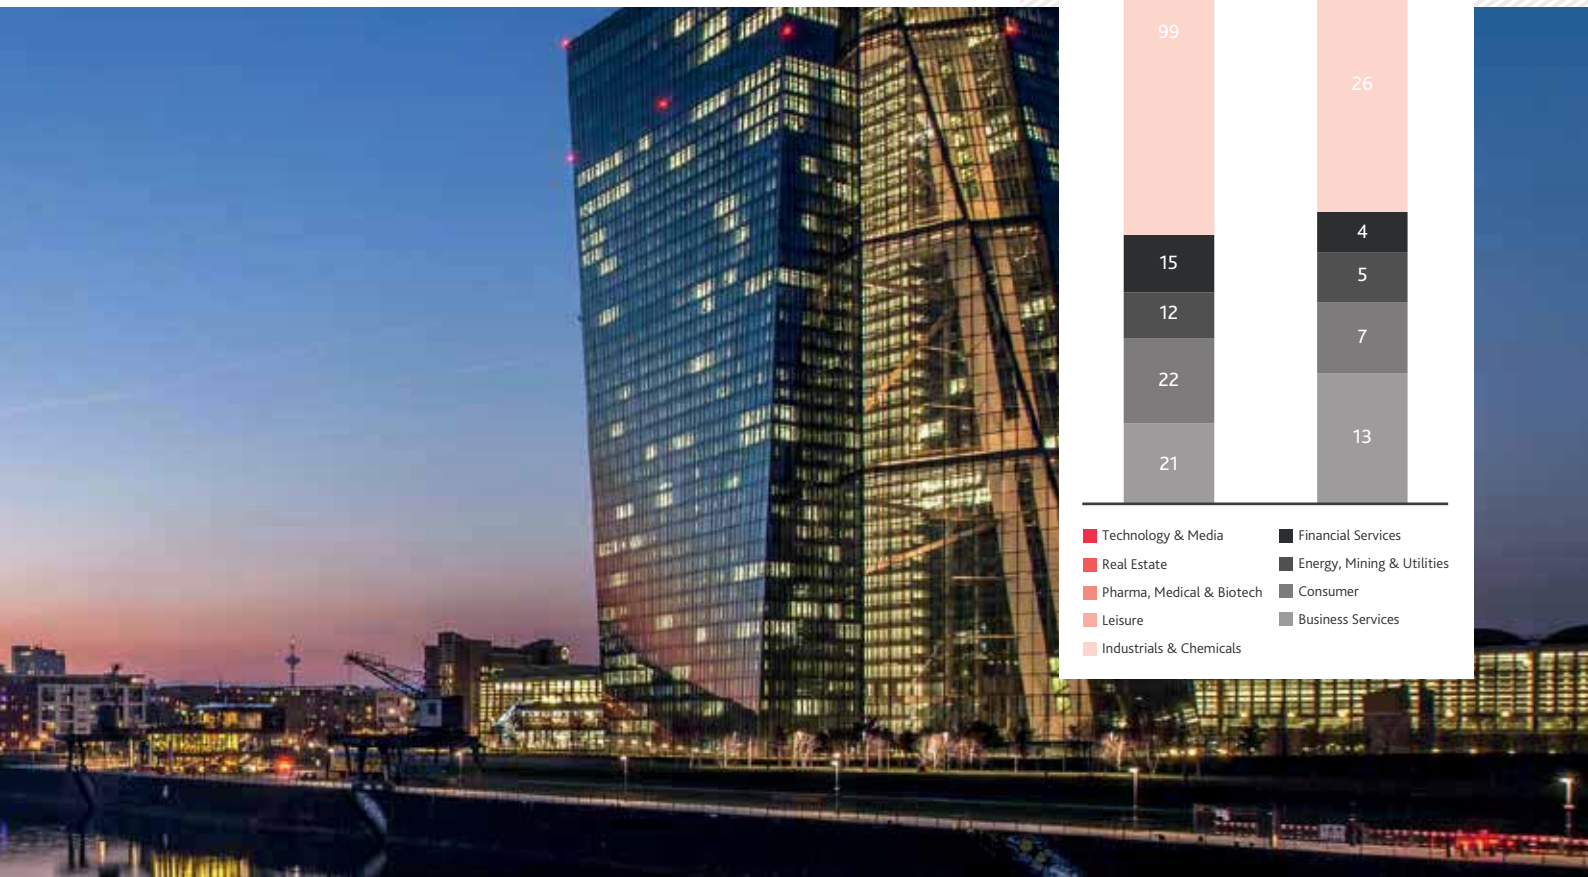 99
26
15
4
12
5
22
7
21
13
Technology & Media
Financial Services
Real Estate
Energy, Mining & Utilities
Pharma, Medical & Biotech
Consumer
Leisure
Business Services
Industrials & Chemicals